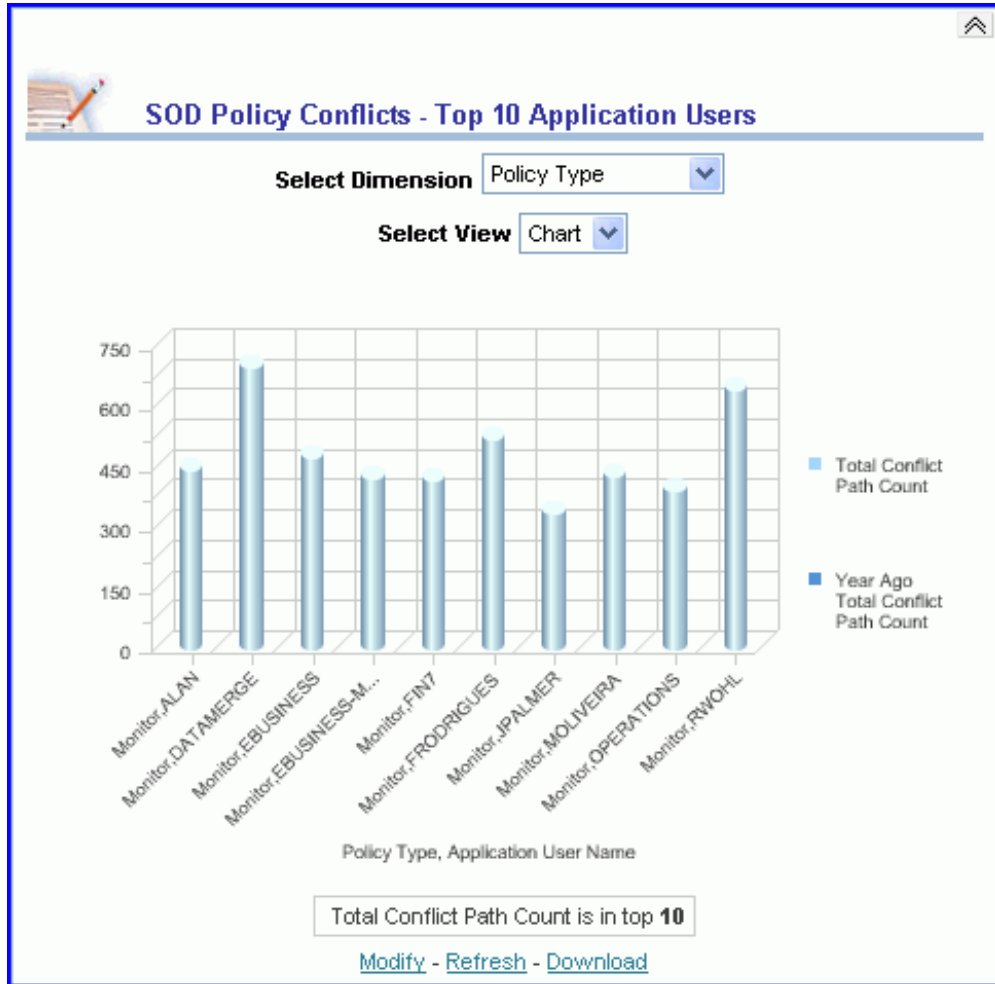 SOD Policy Conflicts - Top 10 Application Users
Select Dimension Policy Type
Select View Chart
750
600
450
300
150
0
Monitor,ALAN
Monitor,DATAMERGE
Monitor,EBUSINESS
Monitor,EBUSINESS-M...
Monitor,FIN7
Monitor,FRODRIGUES
Monitor,JPALMER
Monitor,MOLIVEIRA
Monitor,OPERATIONS
Monitor,RWOHL
Total Conflict
Path Count
Year Ago
Total Conflict
Path Count
Policy Type, Application User Name
Total Conflict Path Count is in top 10
Modify - Refresh - Download